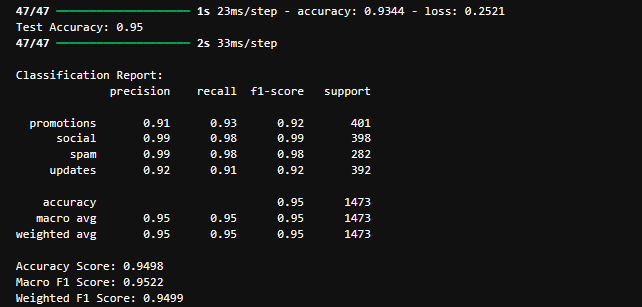 47/47 ━━━━━━━━━━━━━━━━━━━━ 1s 23ms/step - accuracy: 0.9344 - loss: 0.2521
Test Accuracy: 0.95
47/47 ━━━━━━━━━━━━━━━━━━━━ 2s 33ms/step
Classification Report:
precision recall f1-score support
promotions 0.91 0.93 0.92 401
social 0.99 0.98 0.99 398
spam 0.99 0.98 0.98 282
updates 0.92 0.91 0.92 392
accuracy 0.95 1473
macro avg 0.95 0.95 0.95 1473
weighted avg 0.95 0.95 0.95 1473
Accuracy Score: 0.9498
Macro F1 Score: 0.9522
Weighted F1 Score: 0.9499